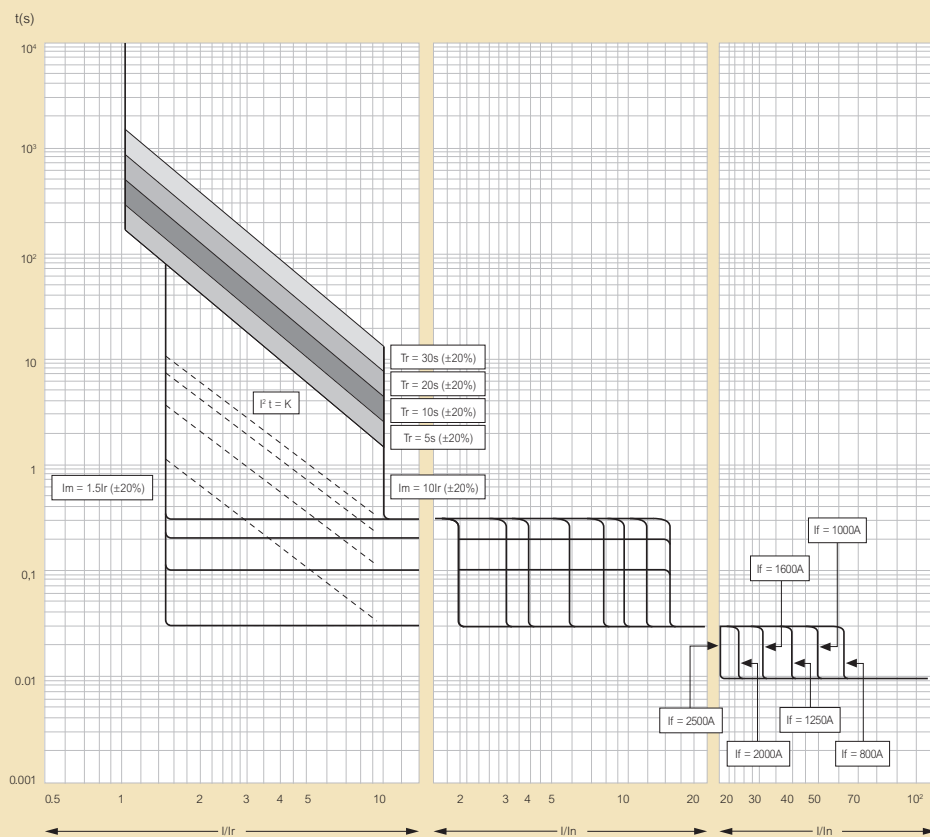 t(s)
10⁴
10³
10²
10
1
0,1
0.01
0.001
Tr = 30s (±20%)
Tr = 20s (±20%)
Tr = 10s (±20%)
Tr = 5s (±20%)
I² t = K
Im = 1.5Ir (±20%)
Im = 10Ir (±20%)
If = 1000A
If = 1600A
If = 2500A
If = 1250A
If = 2000A
If = 800A
0.5 1 2 3 4 5 10
2 3 4 5 10 20
20 30 40 50 70 10²
I/Ir
I/In
I/In